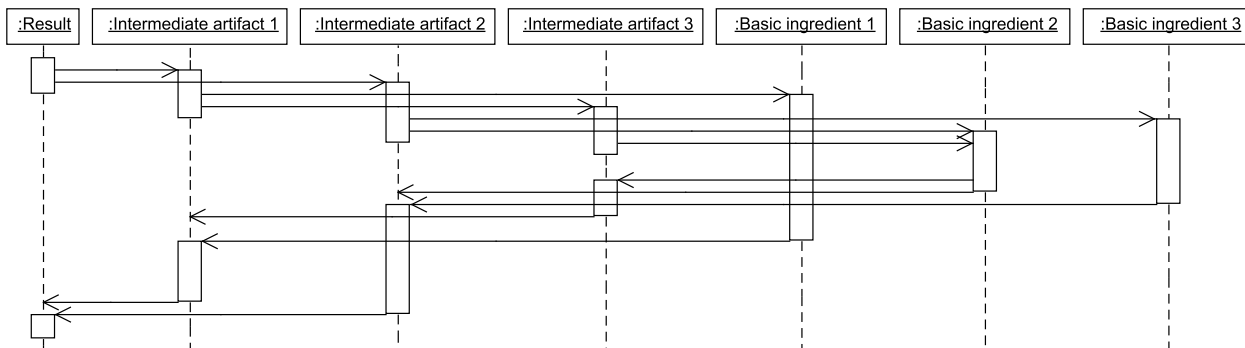 :Result
:Intermediate artifact 1
:Intermediate artifact 2
:Intermediate artifact 3
:Basic ingredient 1
:Basic ingredient 2
:Basic ingredient 3